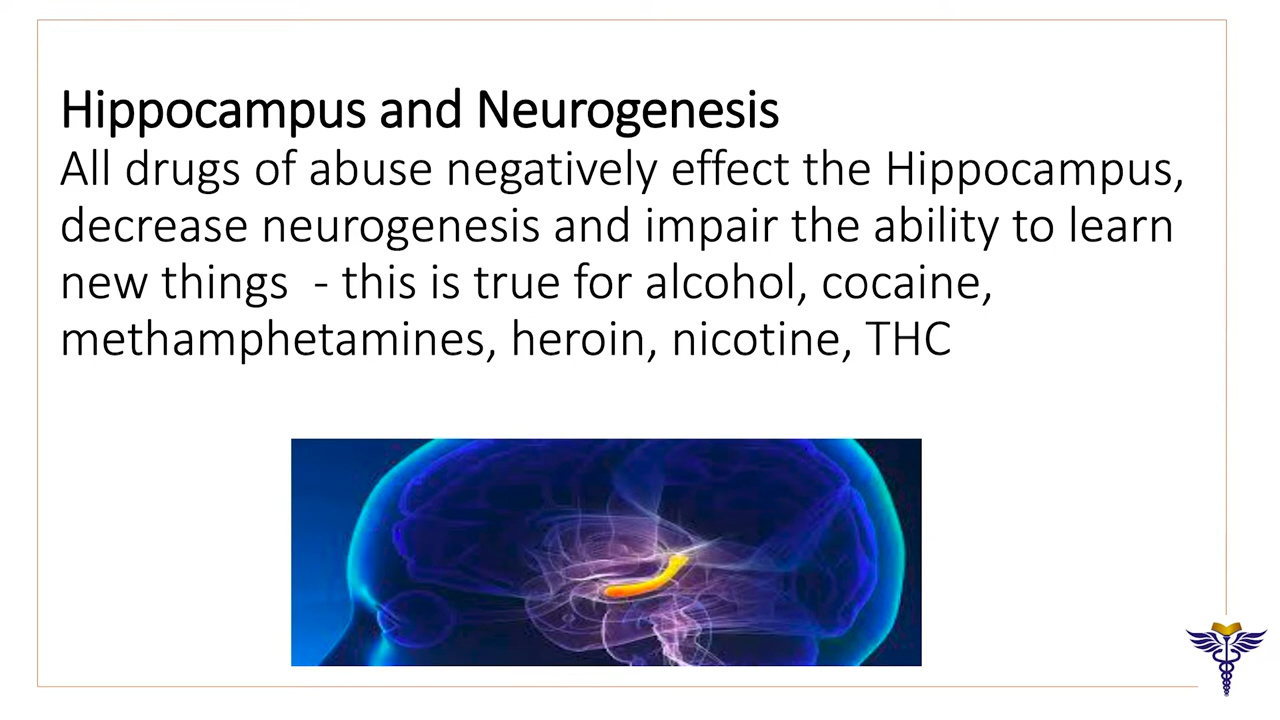 Hippocampus and Neurogenesis
All drugs of abuse negatively effect the Hippocampus,
decrease neurogenesis and impair the ability to learn
new things  - this is true for alcohol, cocaine,
methamphetamines, heroin, nicotine, THC